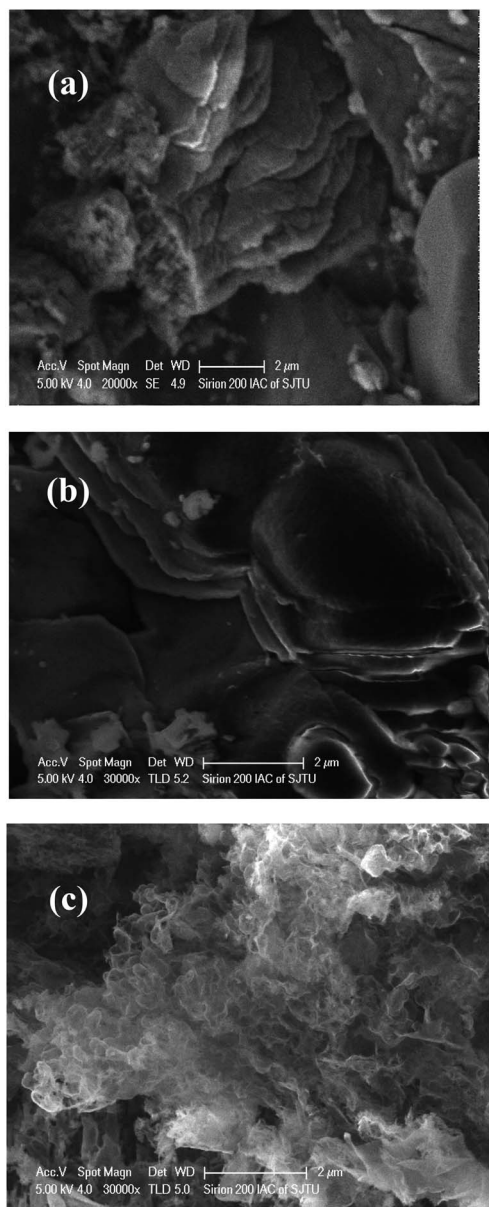 (a)
Acc.V Spot Magn Det WD 2 μm
5.00 kV 4.0 20000x SE 4.9 Sirion 200 IAC of SJTU
(b)
Acc.V Spot Magn Det WD 2 μm
5.00 kV 4.0 30000x TLD 5.2 Sirion 200 IAC of SJTU
(c)
Acc.V Spot Magn Det WD 2 μm
5.00 kV 4.0 30000x TLD 5.0 Sirion 200 IAC of SJTU